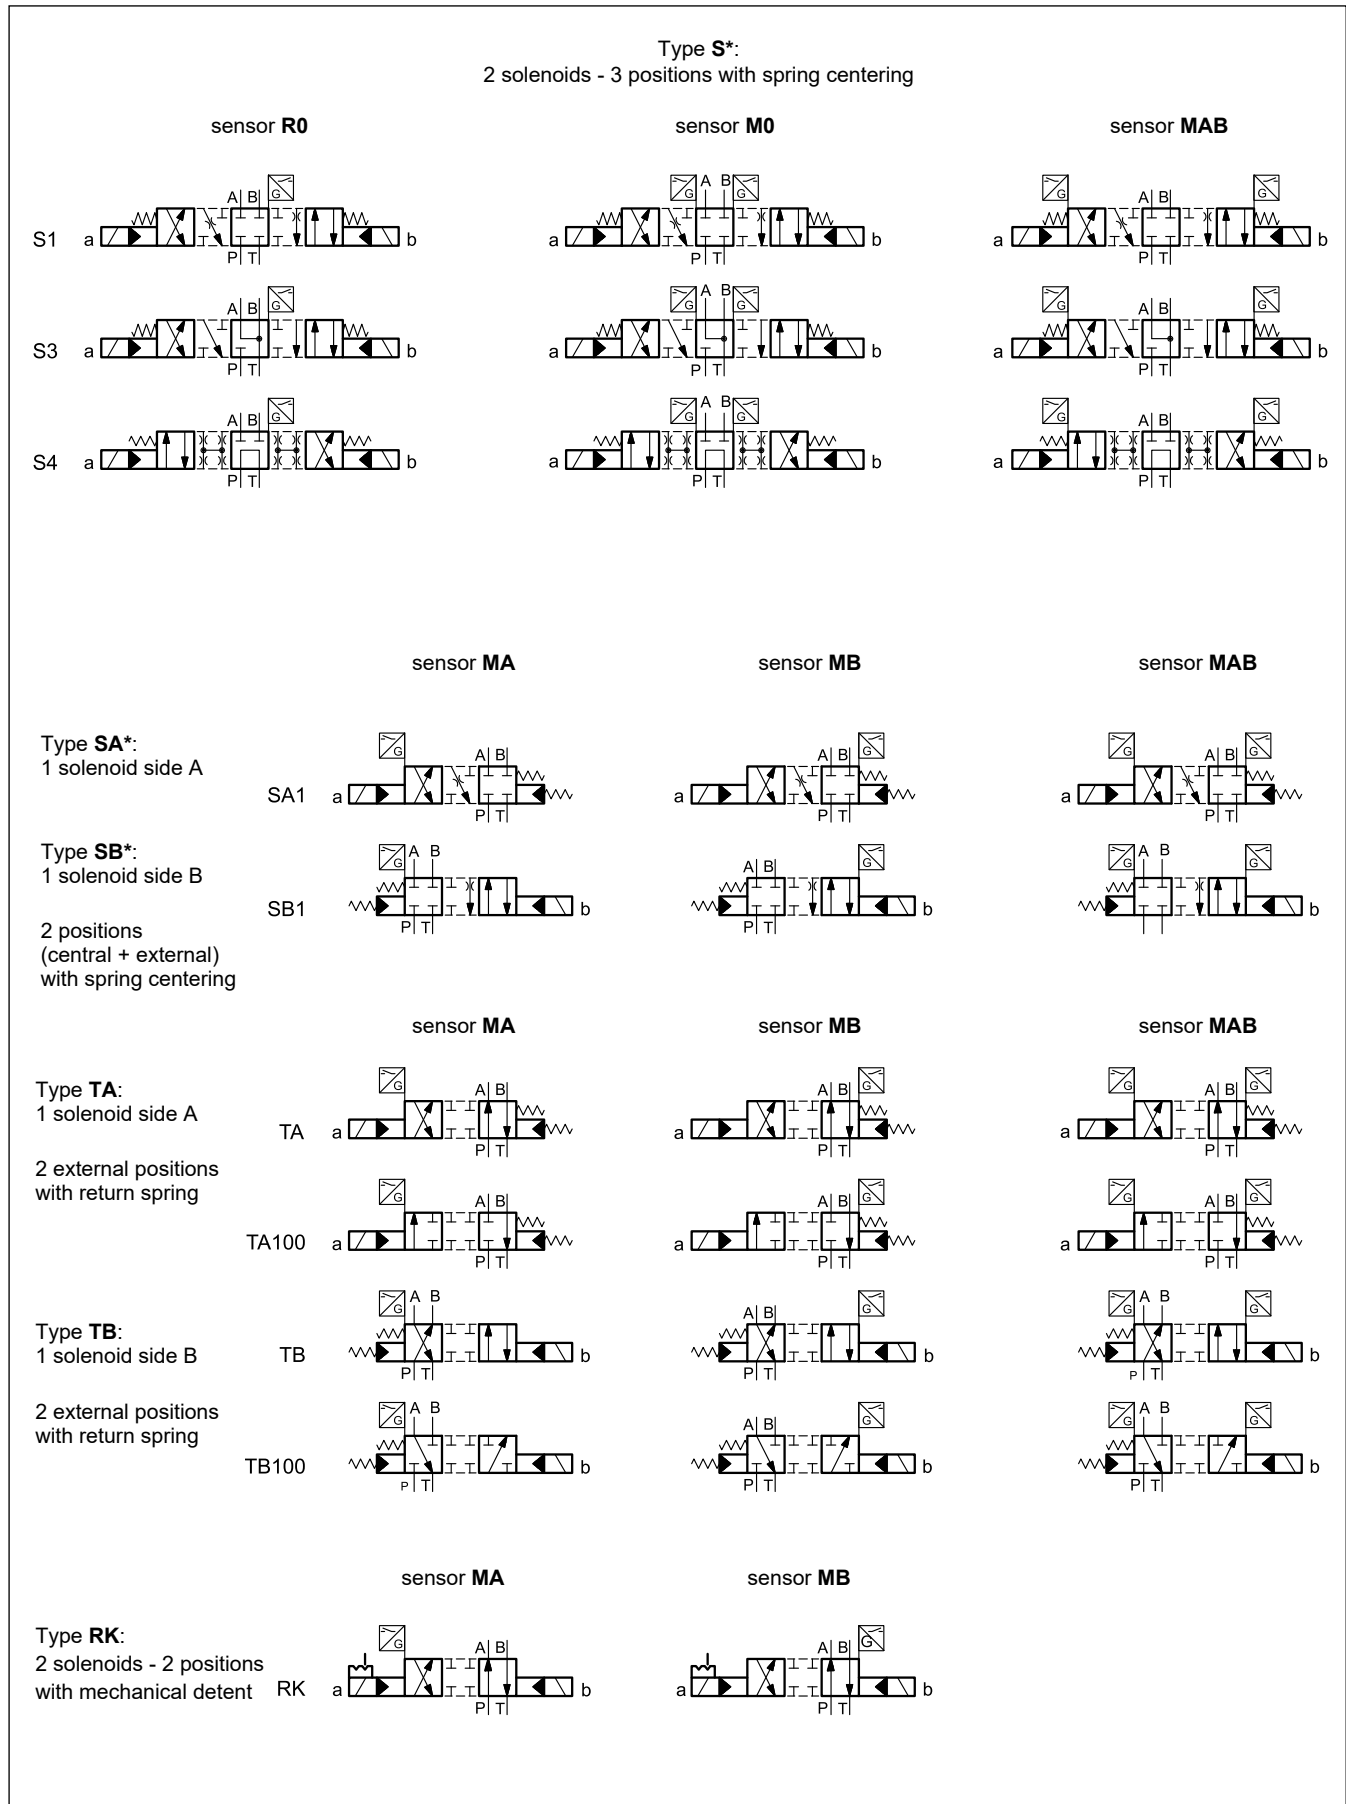 Type S*:
2 solenoids - 3 positions with spring centering
sensor R0 sensor M0 sensor MAB
A B G A B G G G A B G
S1 a b a b a b
P T P T P T
A B G G A B G G A B G
S3 a b a b a b
P T P T P T
A B G G A B G G A B G
S4 a b a b a b
P T P T P T
sensor MA sensor MB sensor MAB
Type SA*:
1 solenoid side A
G A B A B G G A B G
SA1 a a a
P T P T P T
Type SB*:
1 solenoid side B
G A B A B G G A B G
SB1 b b b
P T P T
2 positions
(central + external)
with spring centering
sensor MA sensor MB sensor MAB
Type TA:
1 solenoid side A
G A B A B G G A B G
TA a a a
P T P T P T
2 external positions
with return spring
G A B A B G G A B G
TA100 a a a
P T P T P T
Type TB:
1 solenoid side B
G A B A B G G A B G
TB b b b
P T P T P T
2 external positions
with return spring
G A B A B G G A B G
TB100 b b b
P T P T P T
sensor MA sensor MB
Type RK:
2 solenoids - 2 positions
with mechanical detent
G A B A B G
RK a b a b
P T P T